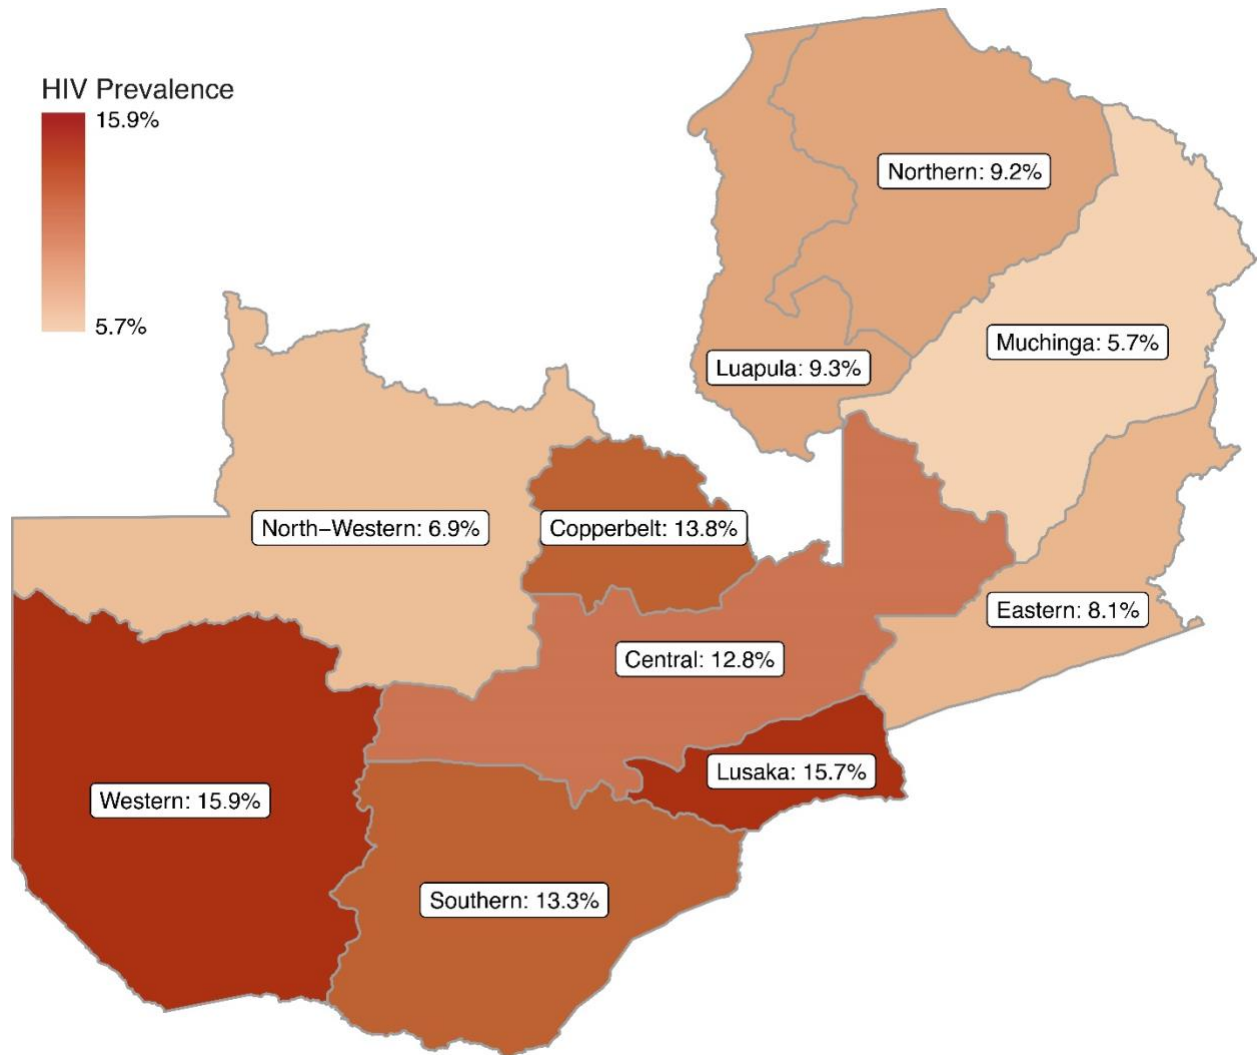 HIV Prevalence
15.9%
5.7%
Northern: 9.2%
Muchinga: 5.7%
Luapula: 9.3%
North−Western: 6.9%
Copperbelt: 13.8%
Eastern: 8.1%
Central: 12.8%
Lusaka: 15.7%
Western: 15.9%
Southern: 13.3%